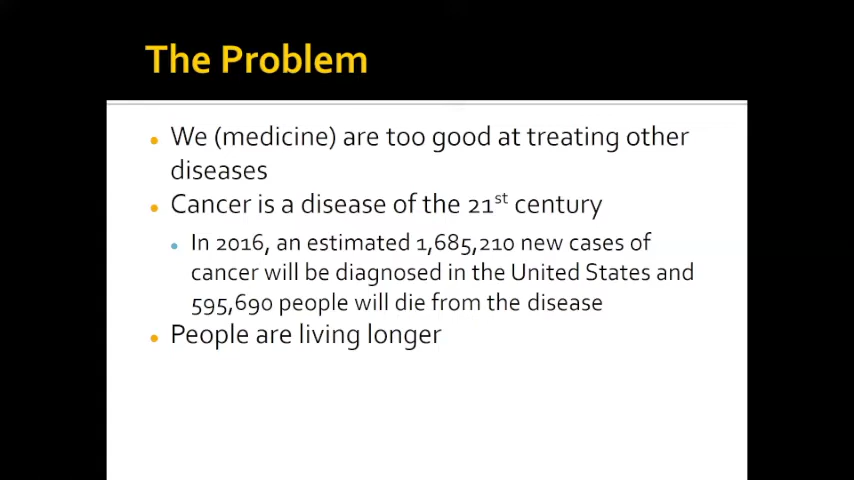 The Problem
• We (medicine) are too good at treating other
diseases
• Cancer is a disease of the 21st century
• In 2016, an estimated 1,685,210 new cases of
cancer will be diagnosed in the United States and
595,690 people will die from the disease
• People are living longer